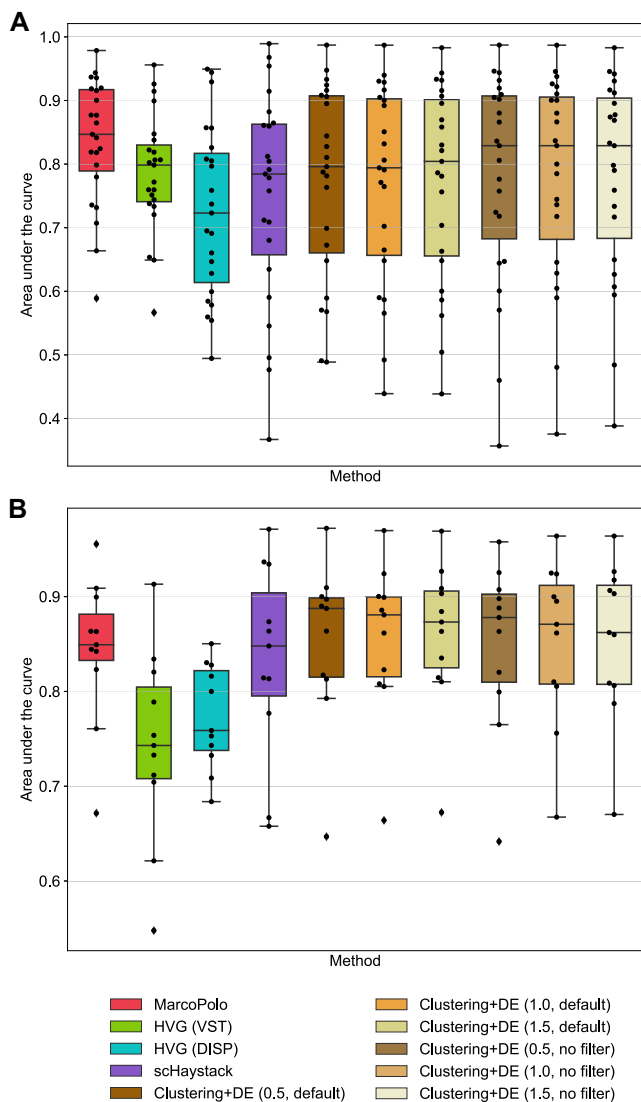 A
1.0
0.9
0.8
0.7
0.6
0.5
0.4
Area under the curve
Method
B
0.9
0.8
0.7
0.6
Area under the curve
Method
MarcoPolo
HVG (VST)
HVG (DISP)
scHaystack
Clustering+DE (0.5, default)
Clustering+DE (1.0, default)
Clustering+DE (1.5, default)
Clustering+DE (0.5, no filter)
Clustering+DE (1.0, no filter)
Clustering+DE (1.5, no filter)